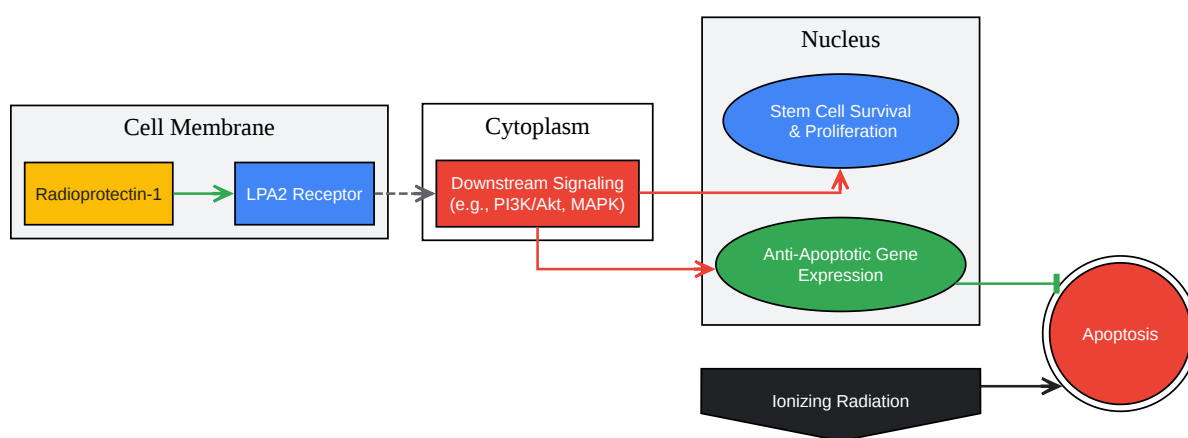 Cell Membrane
Radioprotectin-1
LPA2 Receptor
Cytoplasm
Downstream Signaling
(e.g., PI3K/Akt, MAPK)
Nucleus
Stem Cell Survival
& Proliferation
Anti-Apoptotic Gene
Expression
Apoptosis
Ionizing Radiation